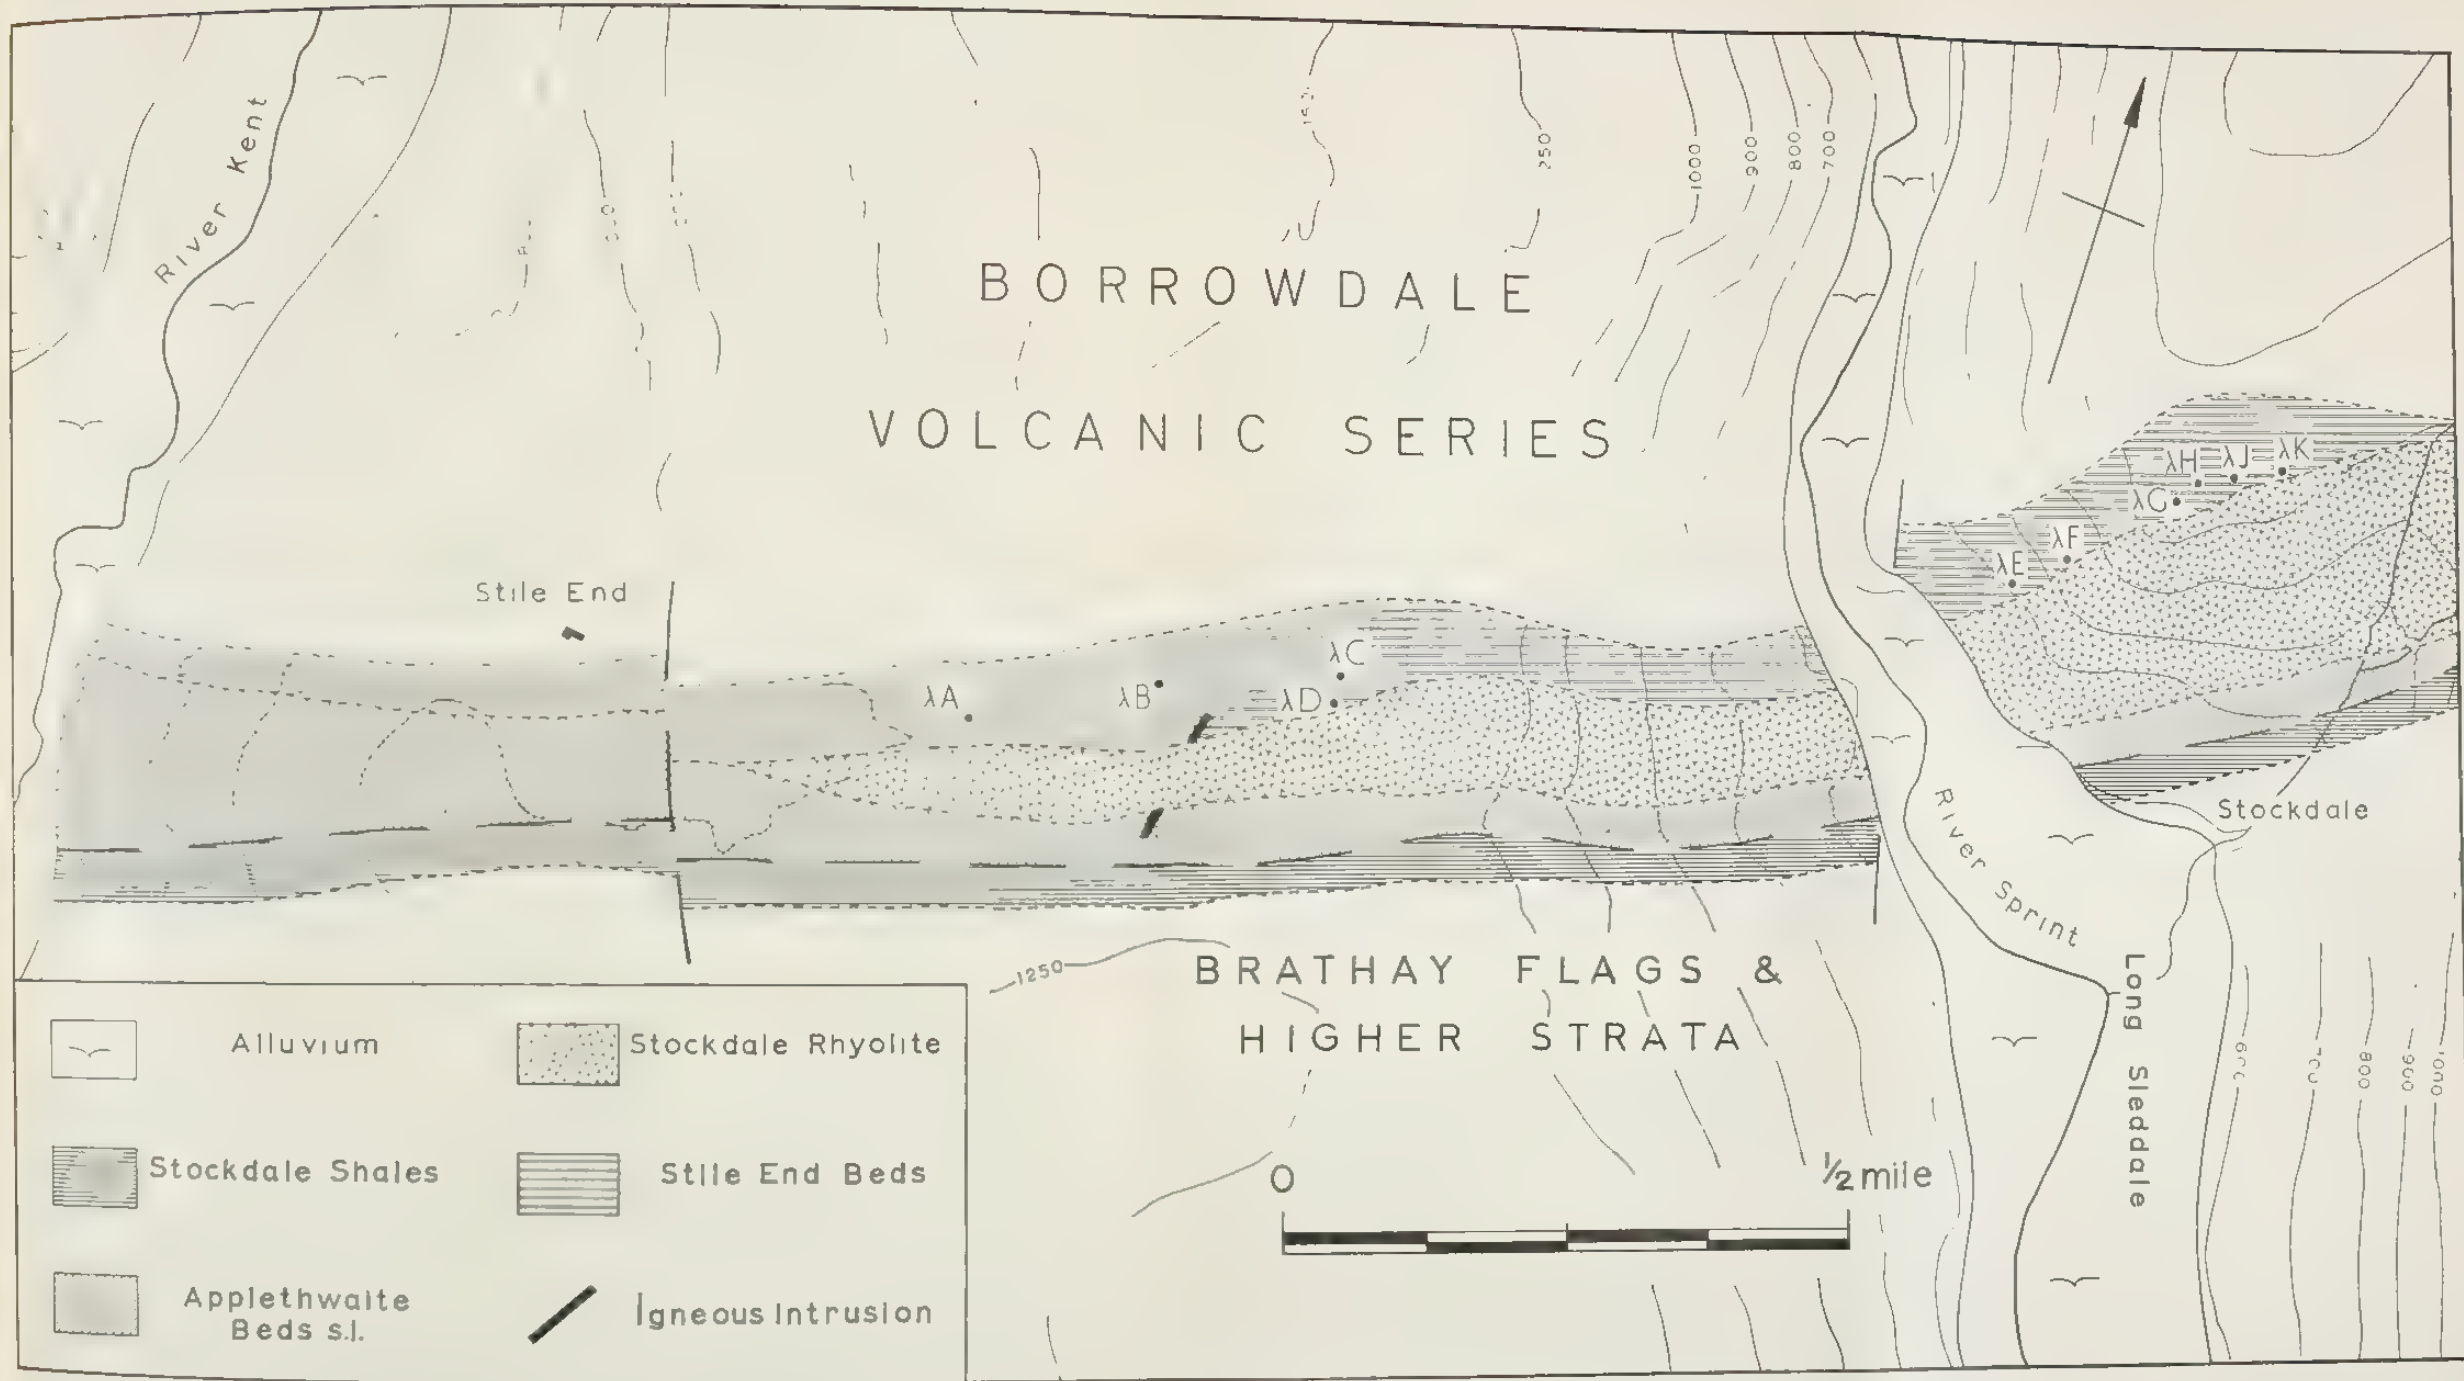 River Kent
1000
900
800
700
250
BORROWDALE
VOLCANIC SERIES
Stile End
λA
λB
λC
λD
λE
λF
λG
λH
λJ
λK
Stockdale
River Sprint
Long Sleddale
1250
BRATHAY FLAGS &
HIGHER STRATA
800
900
1000
0
½ mile
Alluvium
Stockdale Rhyolite
Stockdale Shales
Stile End Beds
Applethwaite
Beds s.l.
Igneous Intrusion